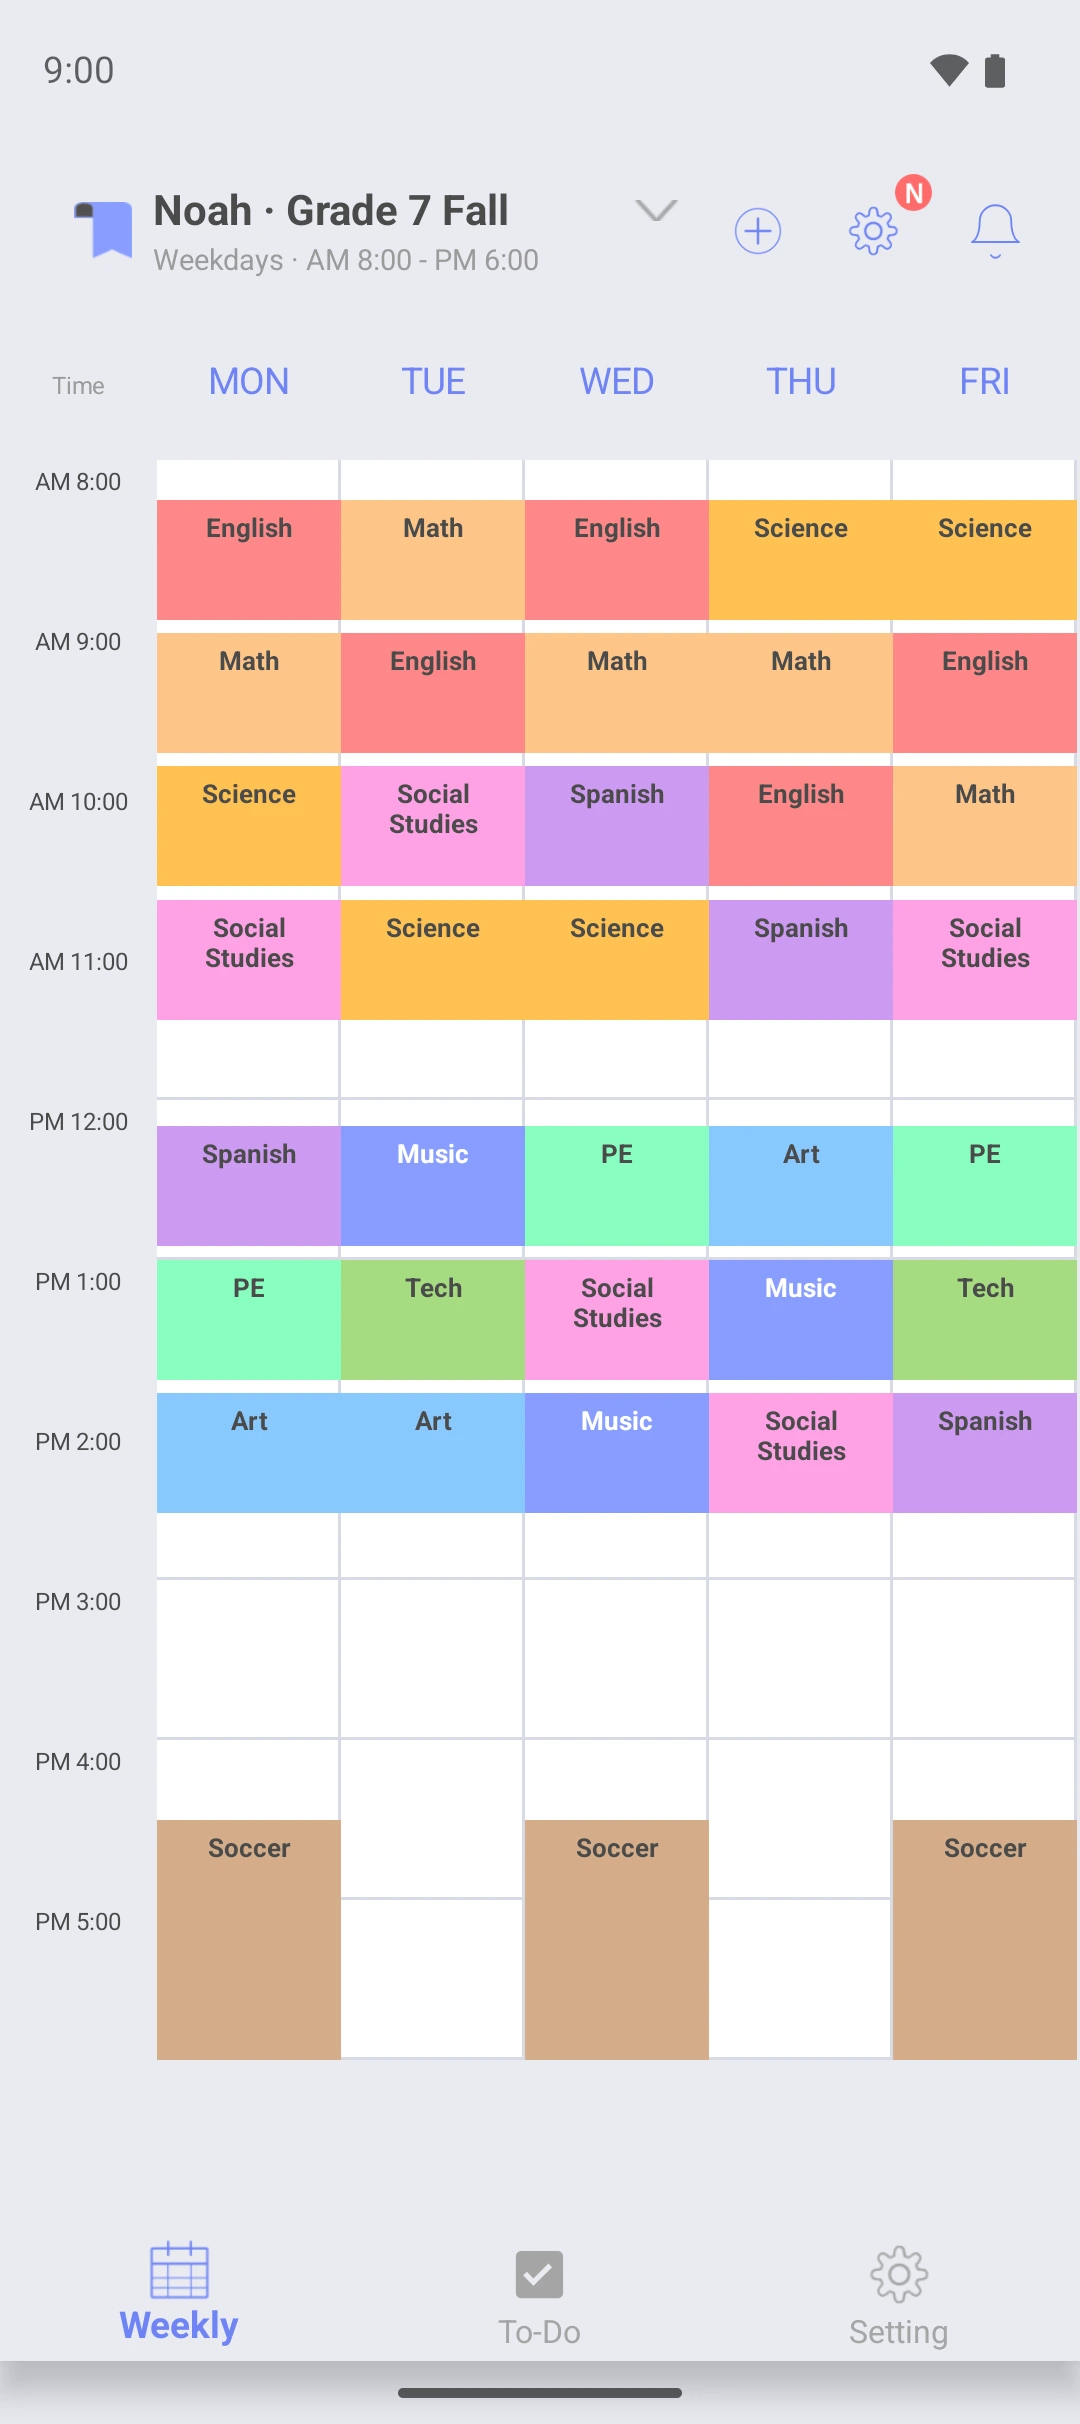 9:00
N
Noah · Grade 7 Fall
Weekdays · AM 8:00 - PM 6:00
Time MON TUE WED THU FRI
AM 8:00
English Math English Science Science
AM 9:00
Math English Math Math English
AM 10:00
Science Social Spanish English Math
Studies
Social Science Science Spanish Social
Studies Studies
AM 11:00
PM 12:00
Spanish Music PE Art PE
PM 1:00
PE Tech Social Music Tech
Studies
Art Art Music Social Spanish
Studies
PM 2:00
PM 3:00
PM 4:00
Soccer Soccer Soccer
PM 5:00
Weekly To-Do Setting